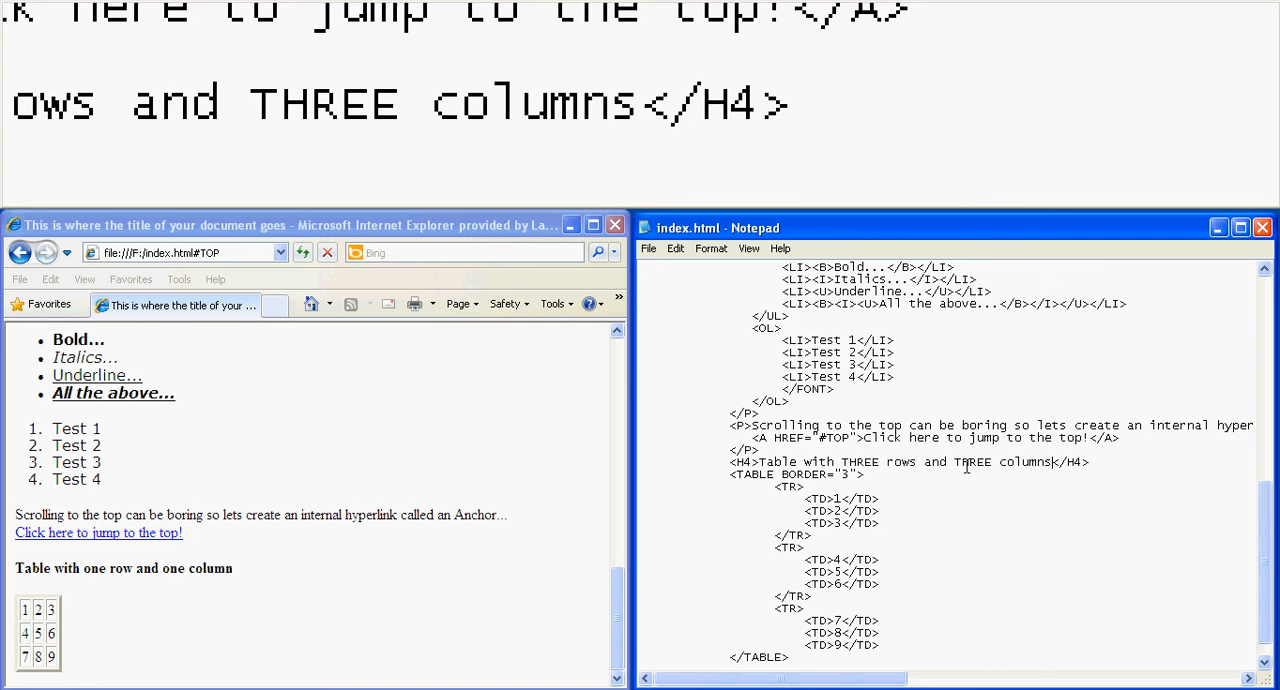 k here to jump to the top!</A>
ows and THREE columns</H4>
This is where the title of your document goes - Microsoft Internet Explorer provided by La...
file:///F:/index.html#TOP
Bing
File Edit View Favorites Tools Help
Favorites
This is where the title of your ...
Page Safety Tools »
Bold...
Italics...
Underline...
All the above...
1. Test 1
2. Test 2
3. Test 3
4. Test 4
Scrolling to the top can be boring so lets create an internal hyperlink called an Anchor...
Click here to jump to the top!
Table with one row and one column
1 2 3
4 5 6
7 8 9
index.html - Notepad
File Edit Format View Help
<LI><B>Bold...</B></LI>
<LI><I>Italics...</I></LI>
<LI><U>Underline...</U></LI>
<LI><B><I><U>All the above...</B></I></U></LI>
</UL>
<OL>
<LI>Test 1</LI>
<LI>Test 2</LI>
<LI>Test 3</LI>
<LI>Test 4</LI>
</FONT>
</OL>
</P>
<P>Scrolling to the top can be boring so lets create an internal hyper
<A HREF="#TOP">Click here to jump to the top!</A>
</P>
<H4>Table with THREE rows and THREE columns</H4>
<TABLE BORDER="3">
<TR>
<TD>1</TD>
<TD>2</TD>
<TD>3</TD>
</TR>
<TR>
<TD>4</TD>
<TD>5</TD>
<TD>6</TD>
</TR>
<TR>
<TD>7</TD>
<TD>8</TD>
<TD>9</TD>
</TABLE>